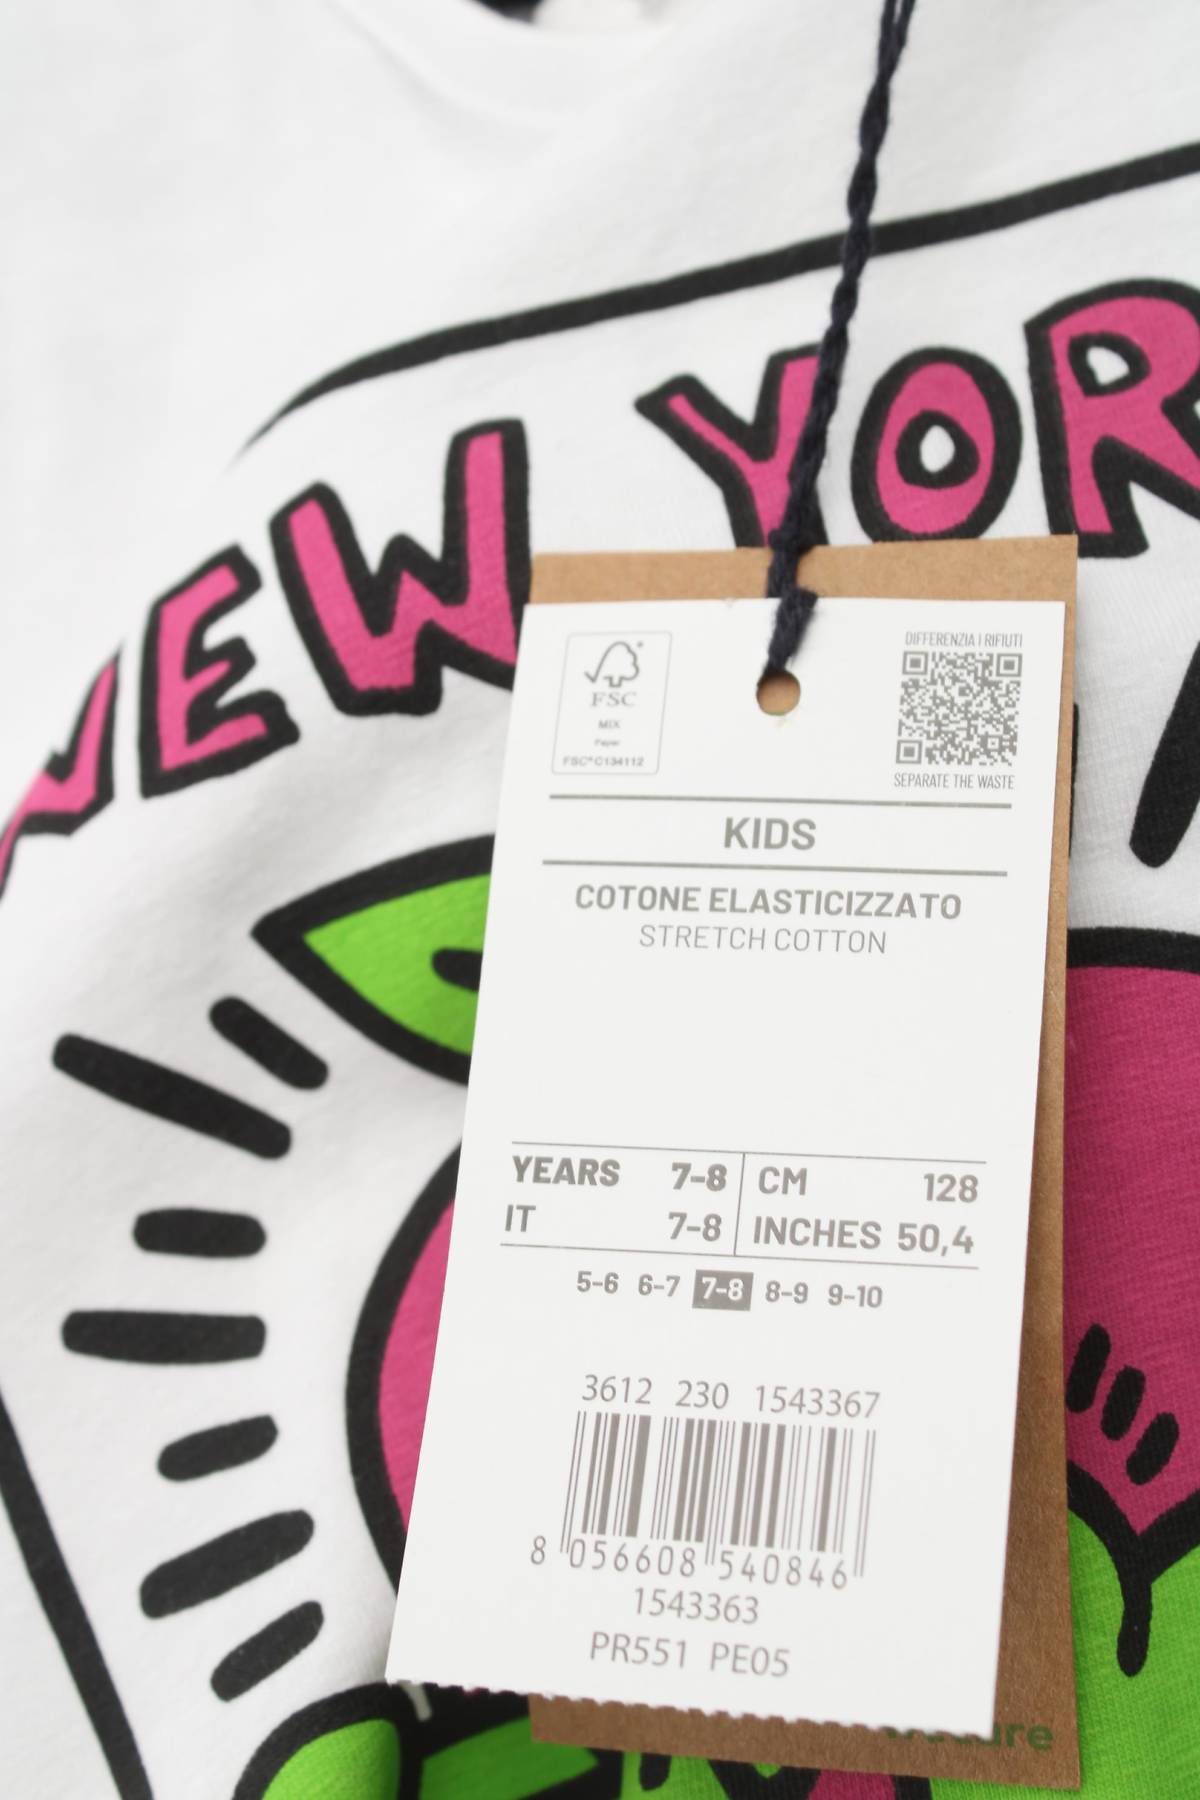 NEW YOR
FSC
MIX
Paper
FSC® C134112
DIFFERENZIA I RIFIUTI
SEPARATE THE WASTE
KIDS
COTONE ELASTICIZZATO
STRETCH COTTON
YEARS 7-8 CM 128
IT 7-8 INCHES 50,4
5-6 6-7 7-8 8-9 9-10
3612 230 1543367
8 056608 540846
1543363
PR551 PE05